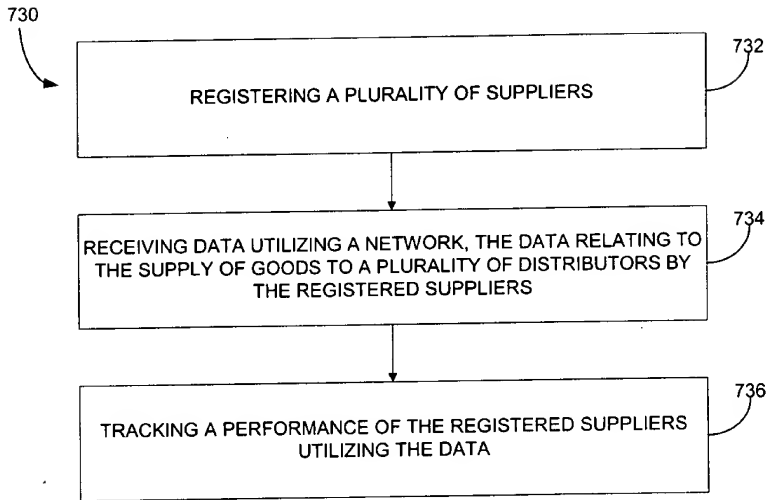 730
732
REGISTERING A PLURALITY OF SUPPLIERS
734
RECEIVING DATA UTILIZING A NETWORK, THE DATA RELATING TO
THE SUPPLY OF GOODS TO A PLURALITY OF DISTRIBUTORS BY
THE REGISTERED SUPPLIERS
736
TRACKING A PERFORMANCE OF THE REGISTERED SUPPLIERS
UTILIZING THE DATA